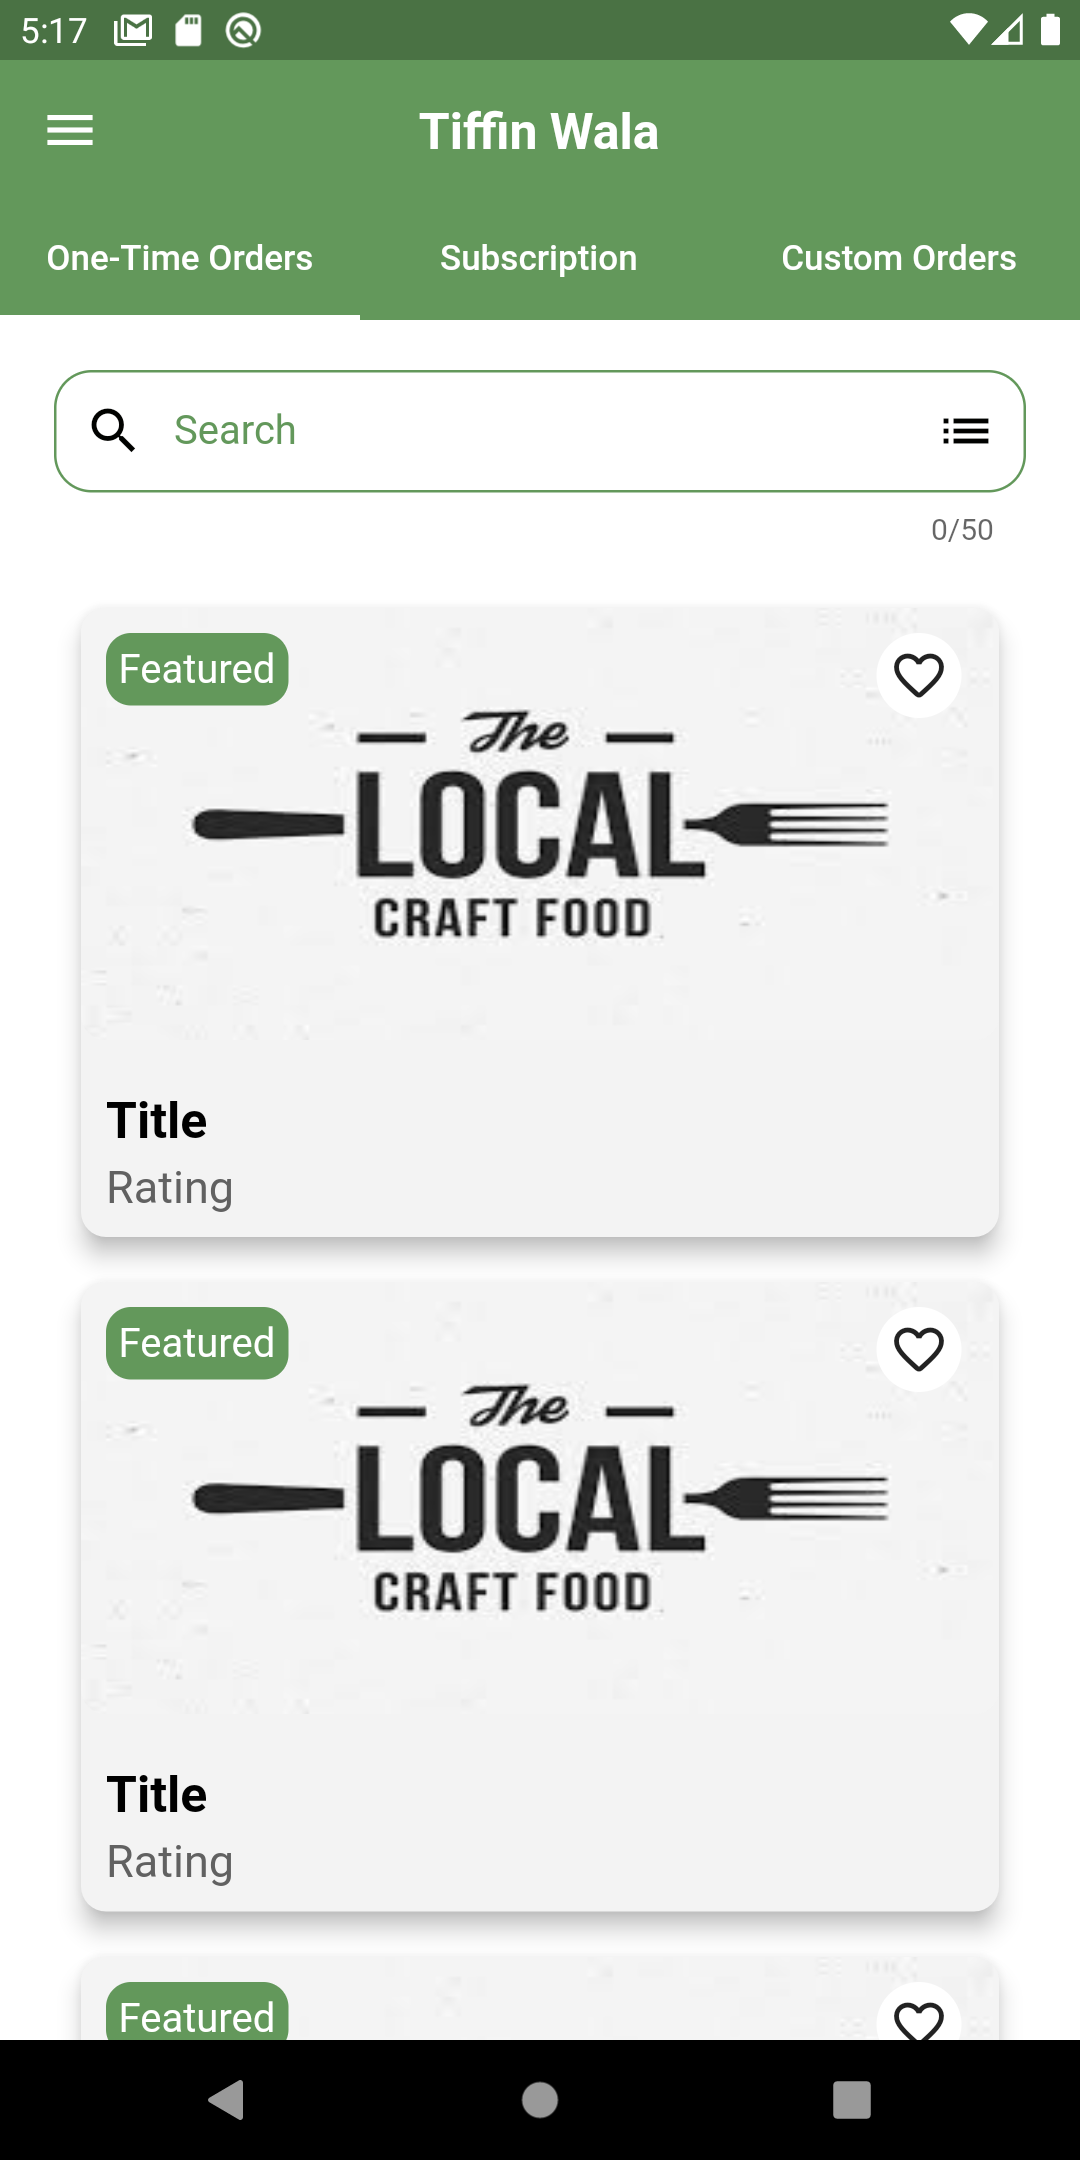 5:17
Tiffin Wala
One-Time Orders Subscription Custom Orders
Search
0/50
Featured
The
LOCAL
CRAFT FOOD
Title
Rating
Featured
The
LOCAL
CRAFT FOOD
Title
Rating
Featured